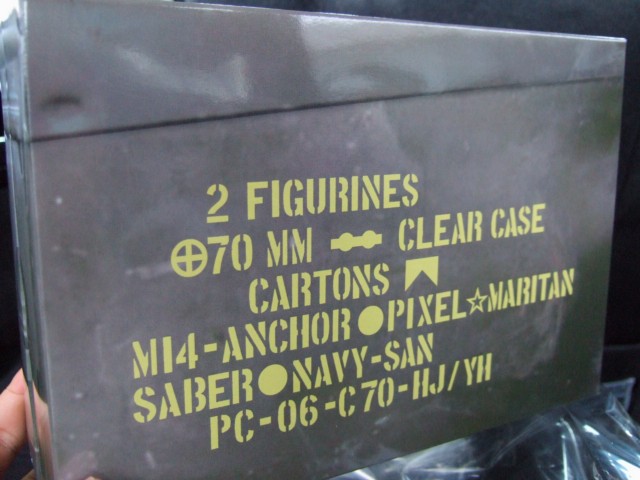 2 FIGURINES
⊕70 MM CLEAR CASE
CARTONS
M14-ANCHOR●PIXEL☆MARITAN
SABER●NAVY-SAN
PC-06-C70-HJ/YH